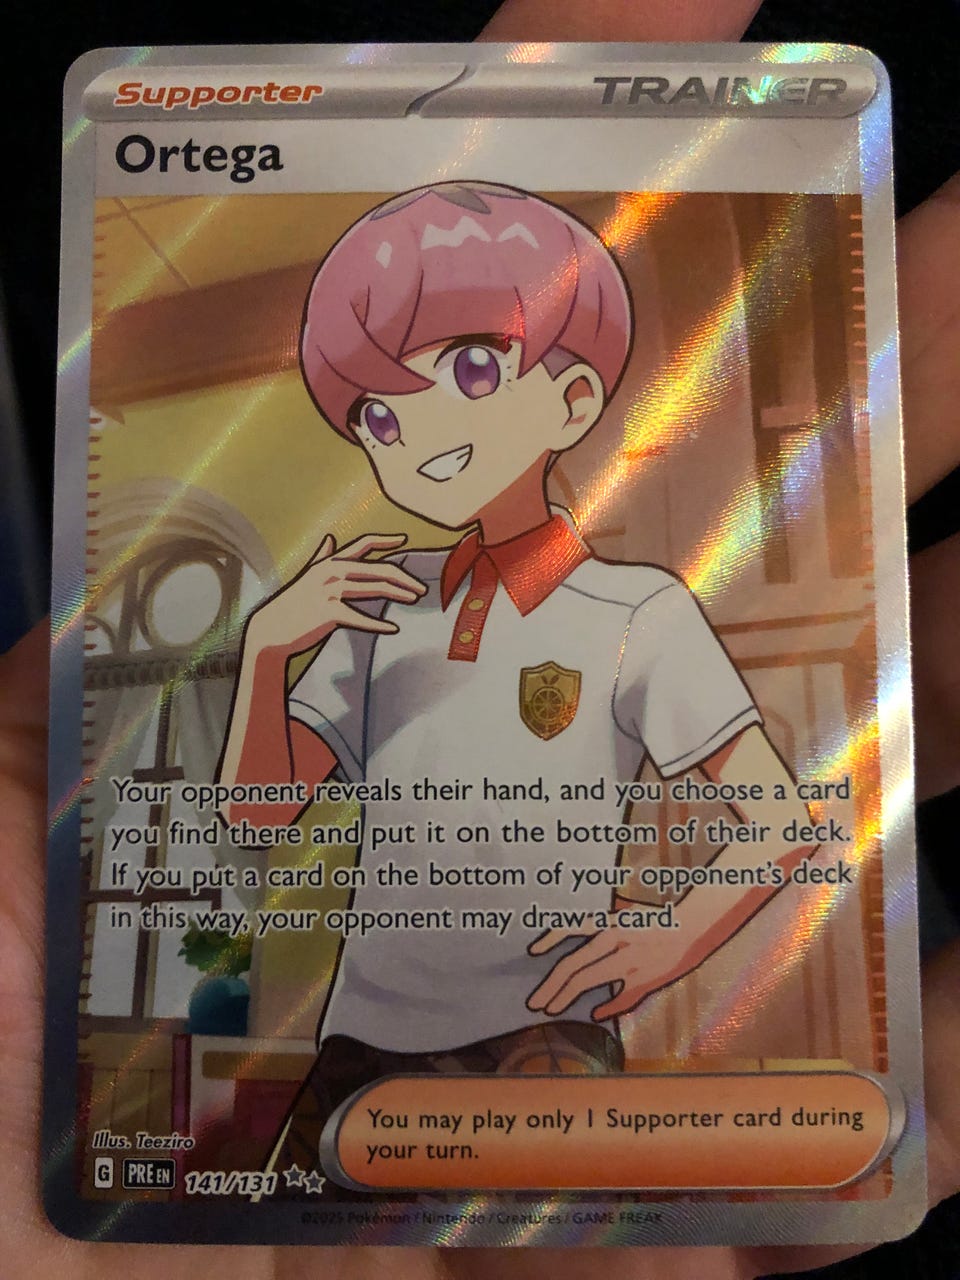 Supporter
TRAINER
Ortega
Your opponent reveals their hand, and you choose a card
you find there and put it on the bottom of their deck.
If you put a card on the bottom of your opponent's deck
in this way, your opponent may draw a card.
You may play only 1 Supporter card during
your turn.
Illus. Teeziro
G PRE EN 141/131
©2025 Pokémon / Nintendo / Creatures / GAME FREAK